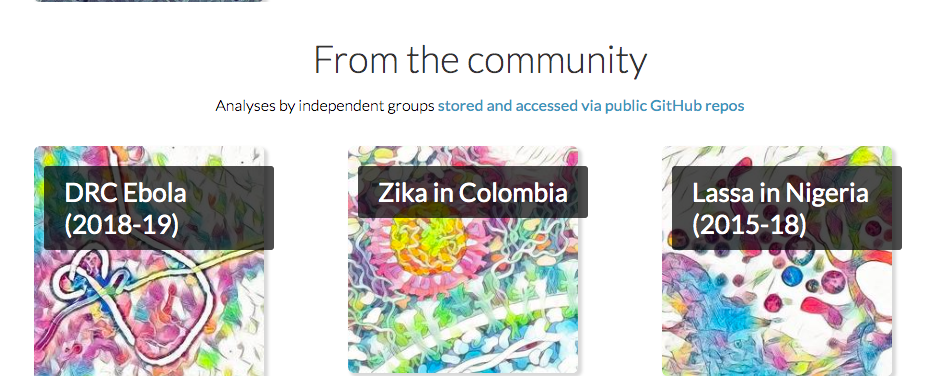 From the community
Analyses by independent groups stored and accessed via public GitHub repos
DRC Ebola
(2018-19)
Zika in Colombia
Lassa in Nigeria
(2015-18)